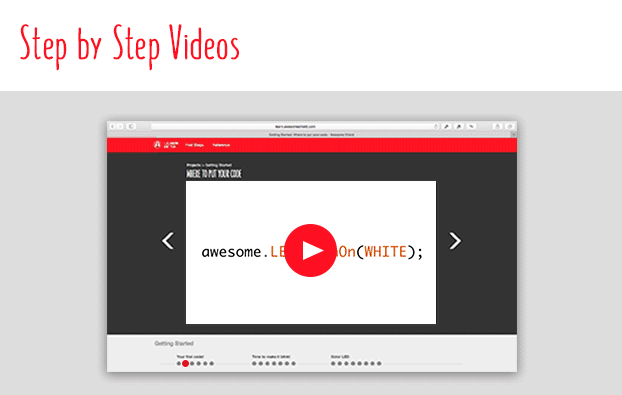 Step by Step Videos
learn.awesomeshield.com
Getting Started: Where to put your code - Awesome Shield
First Steps
Reference
Projects > Getting Started
WHERE TO PUT YOUR CODE
awesome.LE On(WHITE);
Getting Started
Your first code!
Time to make it blink!
Color LED